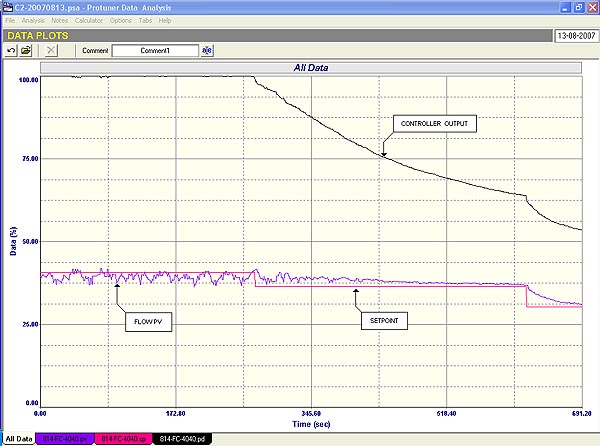 C2-20070813.psa - Protuner Data Analysis
File Analysis Notes Calculator Options Tabs Help
DATA PLOTS 13-08-2007
Comment Comment1
All Data
100.00
CONTROLLER OUTPUT
75.00
Data (%)
50.00
25.00
FLOW PV
SETPOINT
0.00
0.00 172.80 345.60 518.40 691.20
Time (sec)
All Data 814-FC-4040.pv 814-FC-4040.sp 814-FC-4040.pd